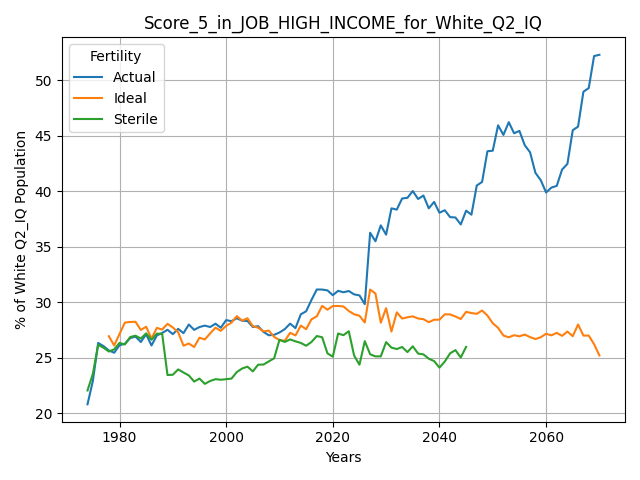 Score_5_in_JOB_HIGH_INCOME_for_White_Q2_IQ
Fertility
Actual
Ideal
Sterile
% of White Q2_IQ Population
50
45
40
35
30
25
20
1980 2000 2020 2040 2060
Years